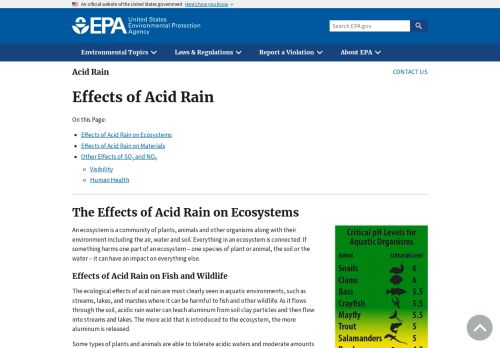 An official website of the United States government Here's how you know
EPA United States
Environmental Protection
Agency
Search EPA.gov
Environmental Topics Laws & Regulations Report a Violation About EPA
Acid Rain CONTACT US
Effects of Acid Rain
On this Page:
Effects of Acid Rain on Ecosystems
Effects of Acid Rain on Materials
Other Effects of SO₂ and NOₓ
Visibility
Human Health
The Effects of Acid Rain on Ecosystems
An ecosystem is a community of plants, animals and other organisms along with their
environment including the air, water and soil. Everything in an ecosystem is connected. If
something harms one part of an ecosystem – one species of plant or animal, the soil or the
water – it can have an impact on everything else.
Effects of Acid Rain on Fish and Wildlife
The ecological effects of acid rain are most clearly seen in aquatic environments, such as
streams, lakes, and marshes where it can be harmful to fish and other wildlife. As it flows
through the soil, acidic rain water can leach aluminum from soil clay particles and then flow
into streams and lakes. The more acid that is introduced to the ecosystem, the more
aluminum is released.
Some types of plants and animals are able to tolerate acidic waters and moderate amounts
Critical pH Levels for
Aquatic Organisms
Animal Critical pH Level
Snails 6
Clams 6
Bass 5.5
Crayfish 5.5
Mayfly 5.5
Trout 5
Salamanders 5